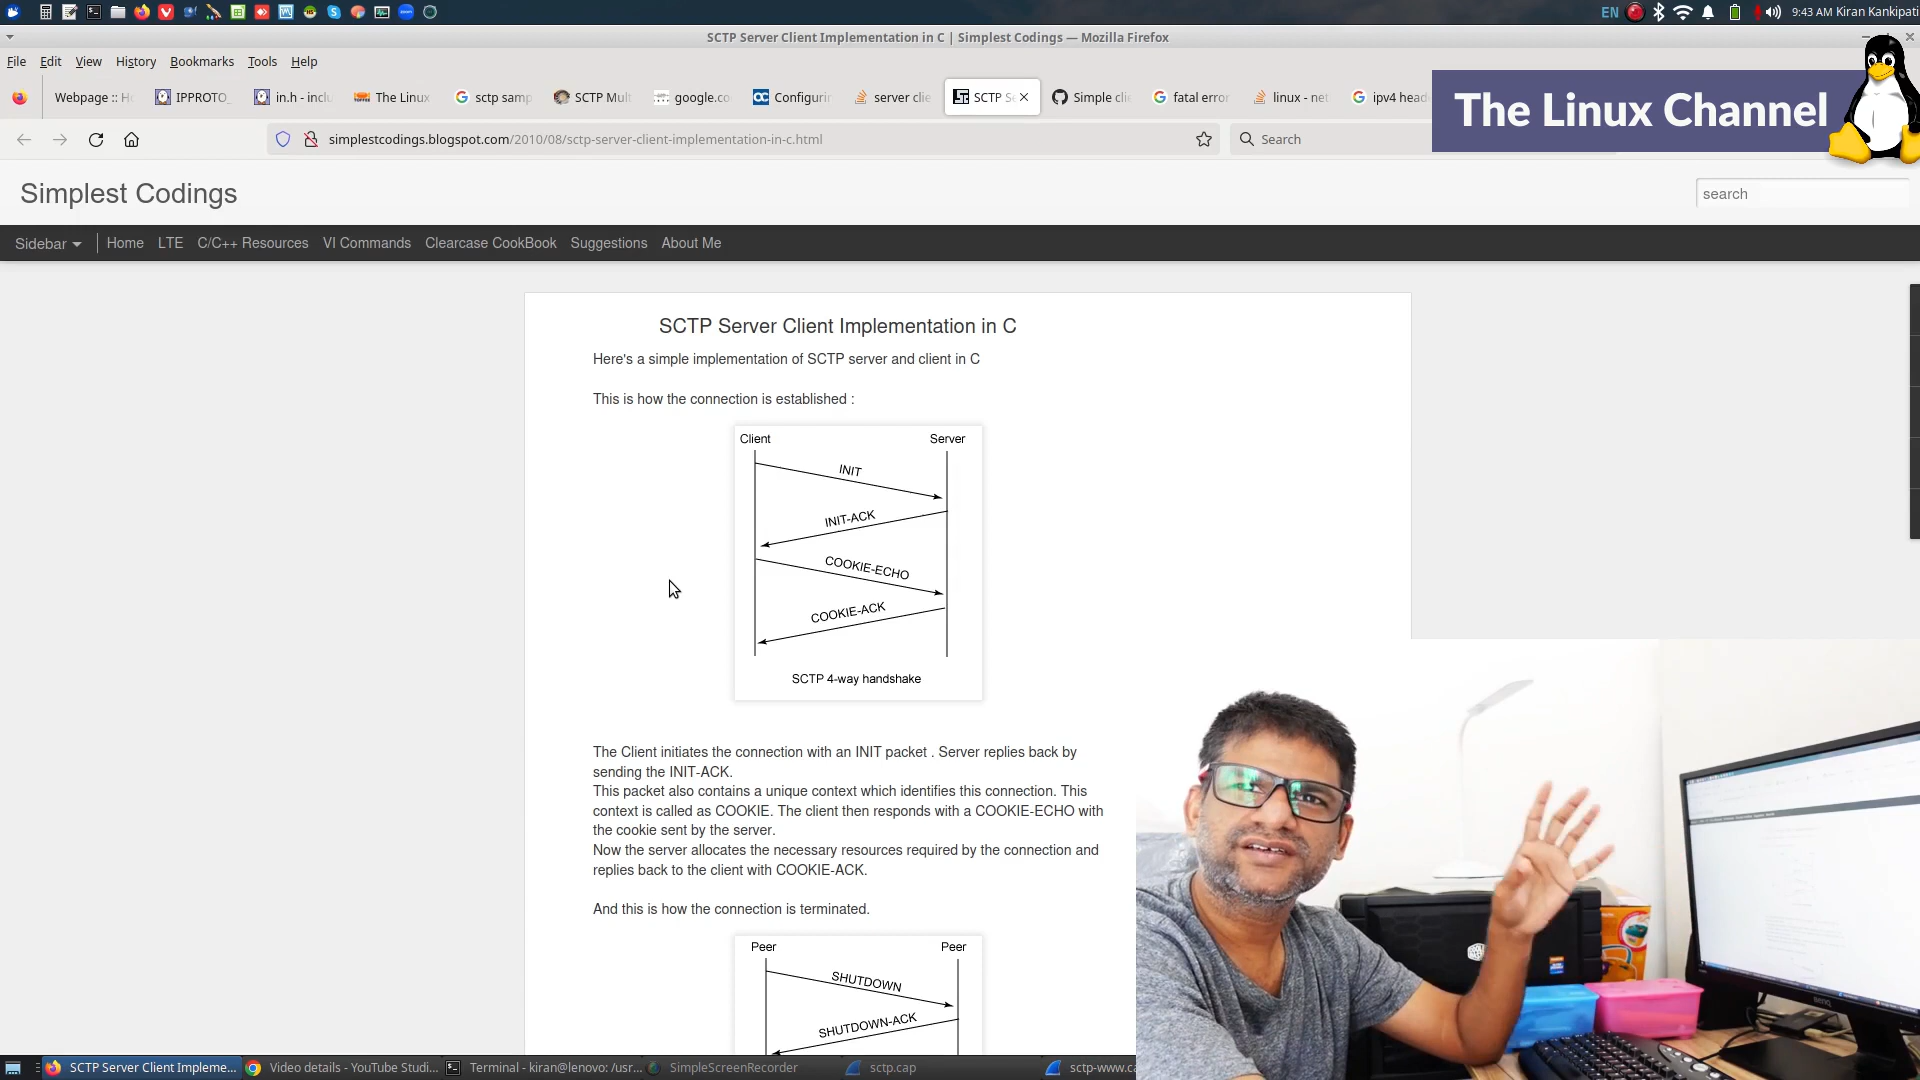 EN
9:43 AM Kiran Kankipati
SCTP Server Client Implementation in C | Simplest Codings — Mozilla Firefox
File Edit View History Bookmarks Tools Help
Webpage :: H
IPPROTO_
in.h - inclu
The Linux
sctp samp
SCTP Mult
google.co
Configurin
server clie
SCTP S
Simple clie
fatal error
linux - net
ipv4 head
The Linux Channel
simplestcodings.blogspot.com/2010/08/sctp-server-client-implementation-in-c.html
Search
Simplest Codings
search
Sidebar Home LTE C/C++ Resources VI Commands Clearcase CookBook Suggestions About Me
SCTP Server Client Implementation in C
Here's a simple implementation of SCTP server and client in C
This is how the connection is established :
Client Server
INIT
INIT-ACK
COOKIE-ECHO
COOKIE-ACK
SCTP 4-way handshake
The Client initiates the connection with an INIT packet . Server replies back by
sending the INIT-ACK.
This packet also contains a unique context which identifies this connection. This
context is called as COOKIE. The client then responds with a COOKIE-ECHO with
the cookie sent by the server.
Now the server allocates the necessary resources required by the connection and
replies back to the client with COOKIE-ACK.
And this is how the connection is terminated.
Peer Peer
SHUTDOWN
SHUTDOWN-ACK
SCTP Server Client Impleme...
Video details - YouTube Studi...
Terminal - kiran@lenovo: /usr...
SimpleScreenRecorder
sctp.cap
sctp-www.ca
BenQ